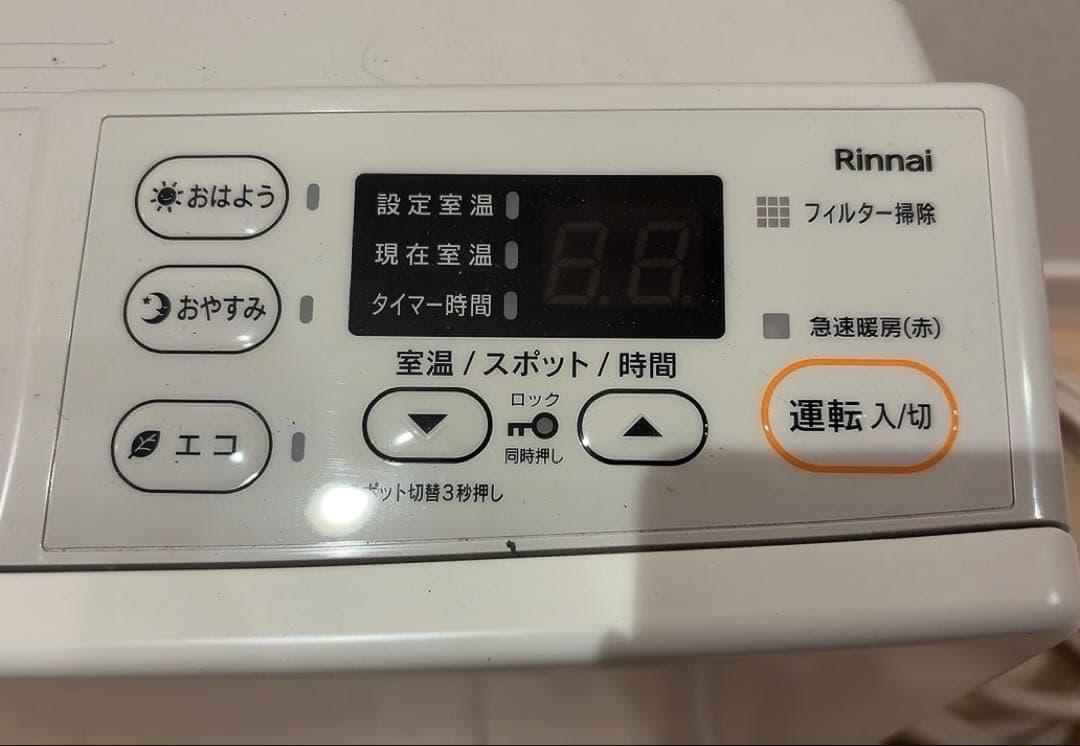 Rinnai
おはよう
設定室温
フィルター掃除
現在室温
おやすみ
タイマー時間
急速暖房(赤)
室温 / スポット / 時間
ロック
運転 入/切
エコ
同時押し
ポット切替3秒押し